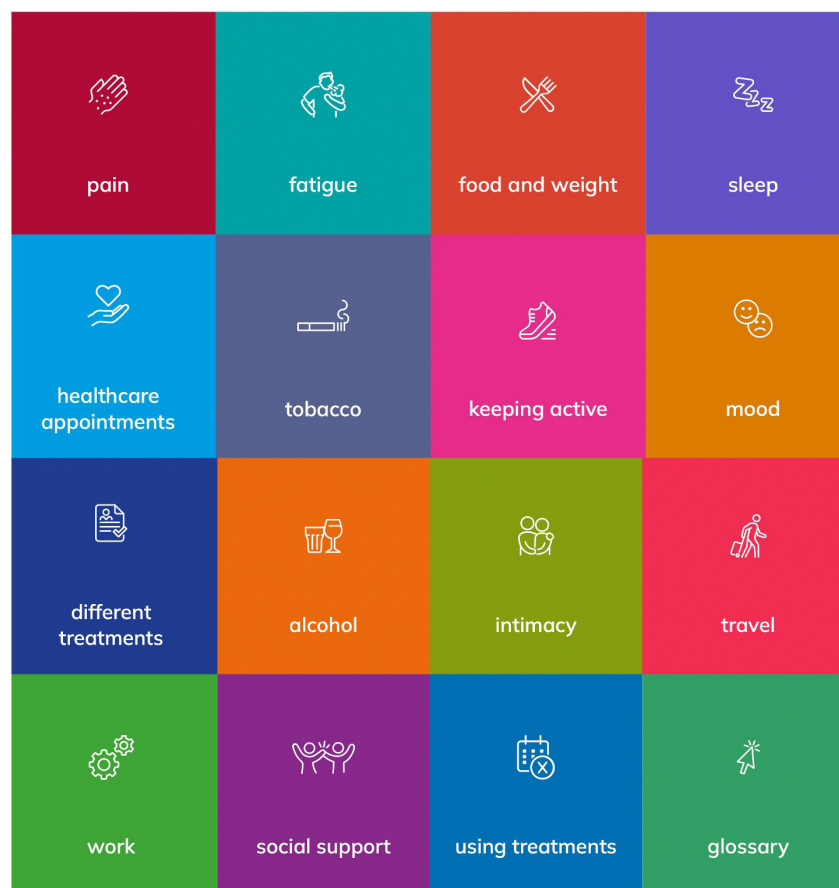 pain
fatigue
food and weight
sleep
healthcare
appointments
tobacco
keeping active
mood
different
treatments
alcohol
intimacy
travel
work
social support
using treatments
glossary